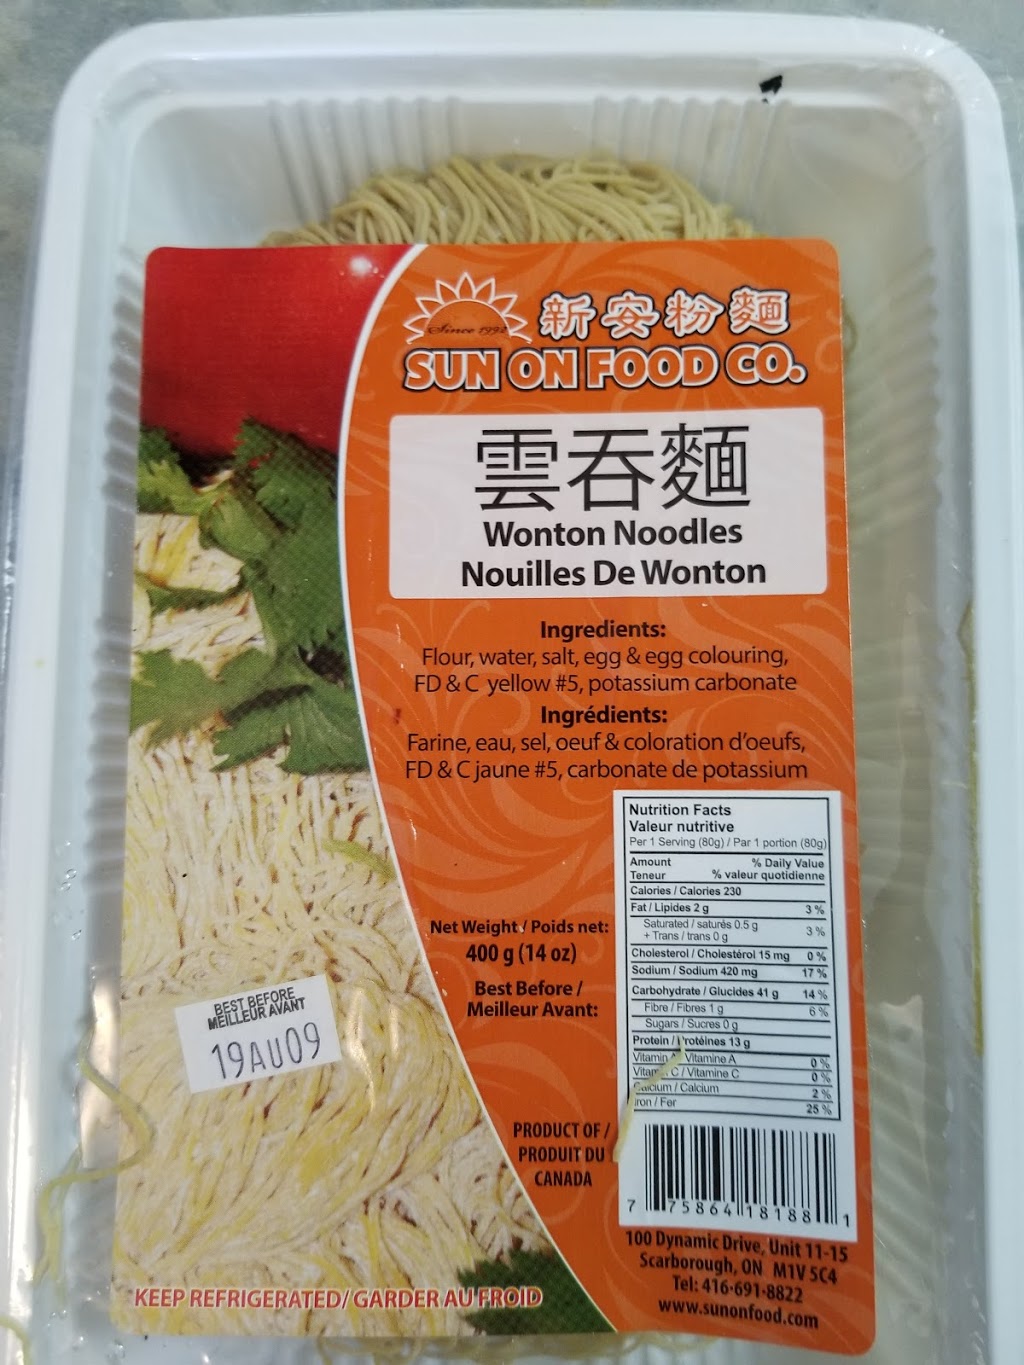 Since 1992
新安粉麵
SUN ON FOOD CO.
雲吞麵
Wonton Noodles
Nouilles De Wonton
Ingredients:
Flour, water, salt, egg & egg colouring,
FD & C yellow #5, potassium carbonate
Ingrédients:
Farine, eau, sel, oeuf & coloration d'oeufs,
FD & C jaune #5, carbonate de potassium
Nutrition Facts
Valeur nutritive
Per 1 Serving (80g) / Par 1 portion (80g)
Amount % Daily Value
Teneur % valeur quotidienne
Calories / Calories 230
Fat / Lipides 2 g 3 %
Saturated / saturés 0.5 g
+ Trans / trans 0 g 3 %
Cholesterol / Cholestérol 15 mg 0 %
Sodium / Sodium 420 mg 17 %
Carbohydrate / Glucides 41 g 14 %
Fibre / Fibres 1 g 6 %
Sugars / Sucres 0 g
Protein / Protéines 13 g
Vitamin A / Vitamine A 0 %
Vitamin C / Vitamine C 0 %
Calcium / Calcium 2 %
Iron / Fer 25 %
Net Weight / Poids net:
400 g (14 oz)
Best Before /
Meilleur Avant:
BEST BEFORE
MEILLEUR AVANT
19AU09
PRODUCT OF /
PRODUIT DU
CANADA
7 75864 18188 1
100 Dynamic Drive, Unit 11-15
Scarborough, ON M1V 5C4
Tel: 416-691-8822
www.sunonfood.com
KEEP REFRIGERATED/ GARDER AU FROID